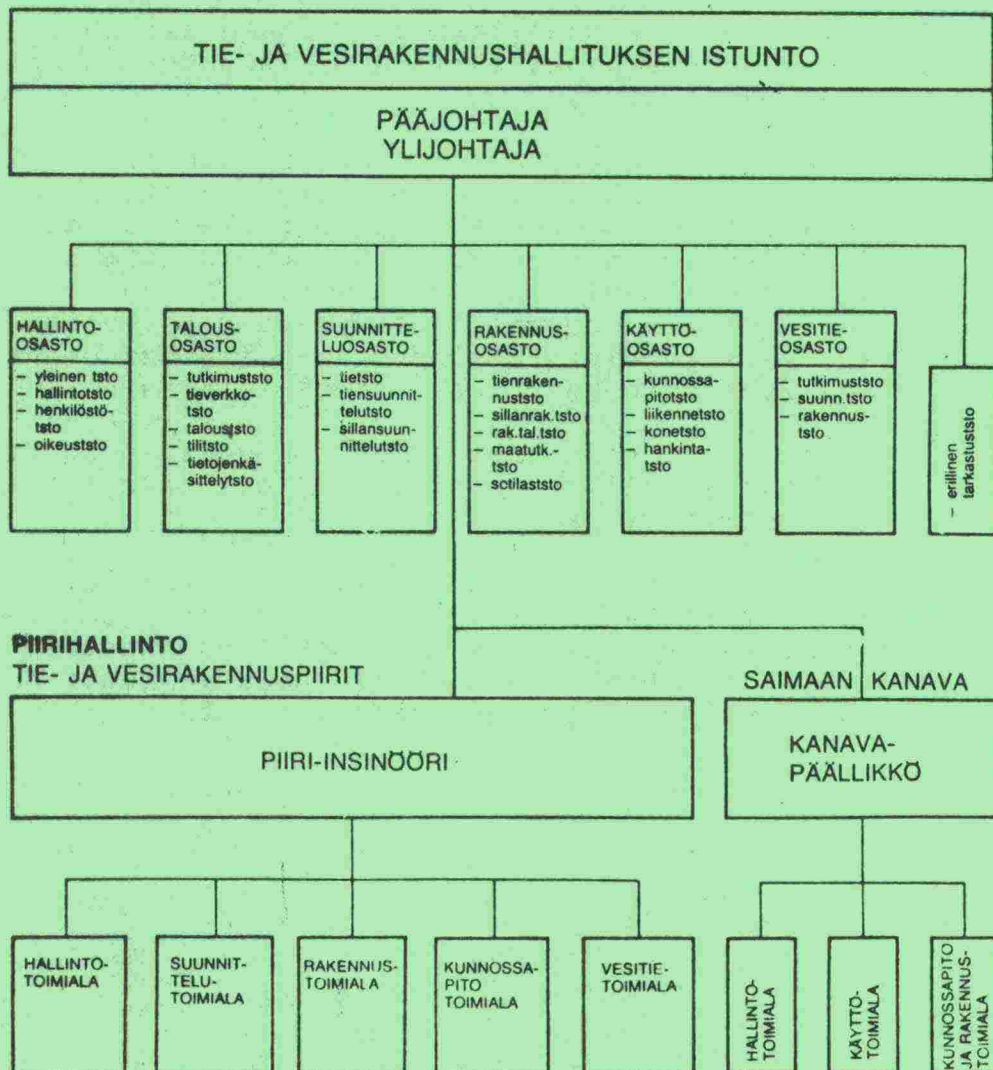 TIE- JA VESIRAKENNUSHALLITUKSEN ISTUNTO
PÄÄJOHTAJA
YLIJOHTAJA
HALLINTO-
OSASTO
– yleinen tsto
– hallintotsto
– henkilöstö-
tsto
– oikeuststo
TALOUS-
OSASTO
– tutkimuststo
– tieverkko-
tsto
– talouststo
– tilitsto
– tietojenkä-
sittelytsto
SUUNNITTE-
LUOSASTO
– tietsto
– tiensuunnit-
telutsto
– sillansuun-
nittelutsto
RAKENNUS-
OSASTO
– tienraken-
nuststo
– sillanrak.tsto
– rak.tal.tsto
– maatutk.-
tsto
– sotilaststo
KÄYTTÖ-
OSASTO
– kunnossa-
pitotsto
– liikennetsto
– konetsto
– hankinta-
tsto
VESITIE-
OSASTO
– tutkimuststo
– suunn.tsto
– rakennus-
tsto
– erillinen
tarkastuststo
PIIRIHALLINTO
TIE- JA VESIRAKENNUSPIIRIT
PIIRI-INSINÖÖRI
SAIMAAN KANAVA
KANAVA-
PÄÄLLIKKÖ
HALLINTO-
TOIMIALA
SUUNNIT-
TELU-
TOIMIALA
RAKENNUS-
TOIMIALA
KUNNOSSA-
PITO
TOIMIALA
VESITIE-
TOIMIALA
HALLINTO-
TOIMIALA
KÄYTTÖ-
TOIMIALA
KUNNOSSAPITO
JA RAKENNUS-
TOIMIALA